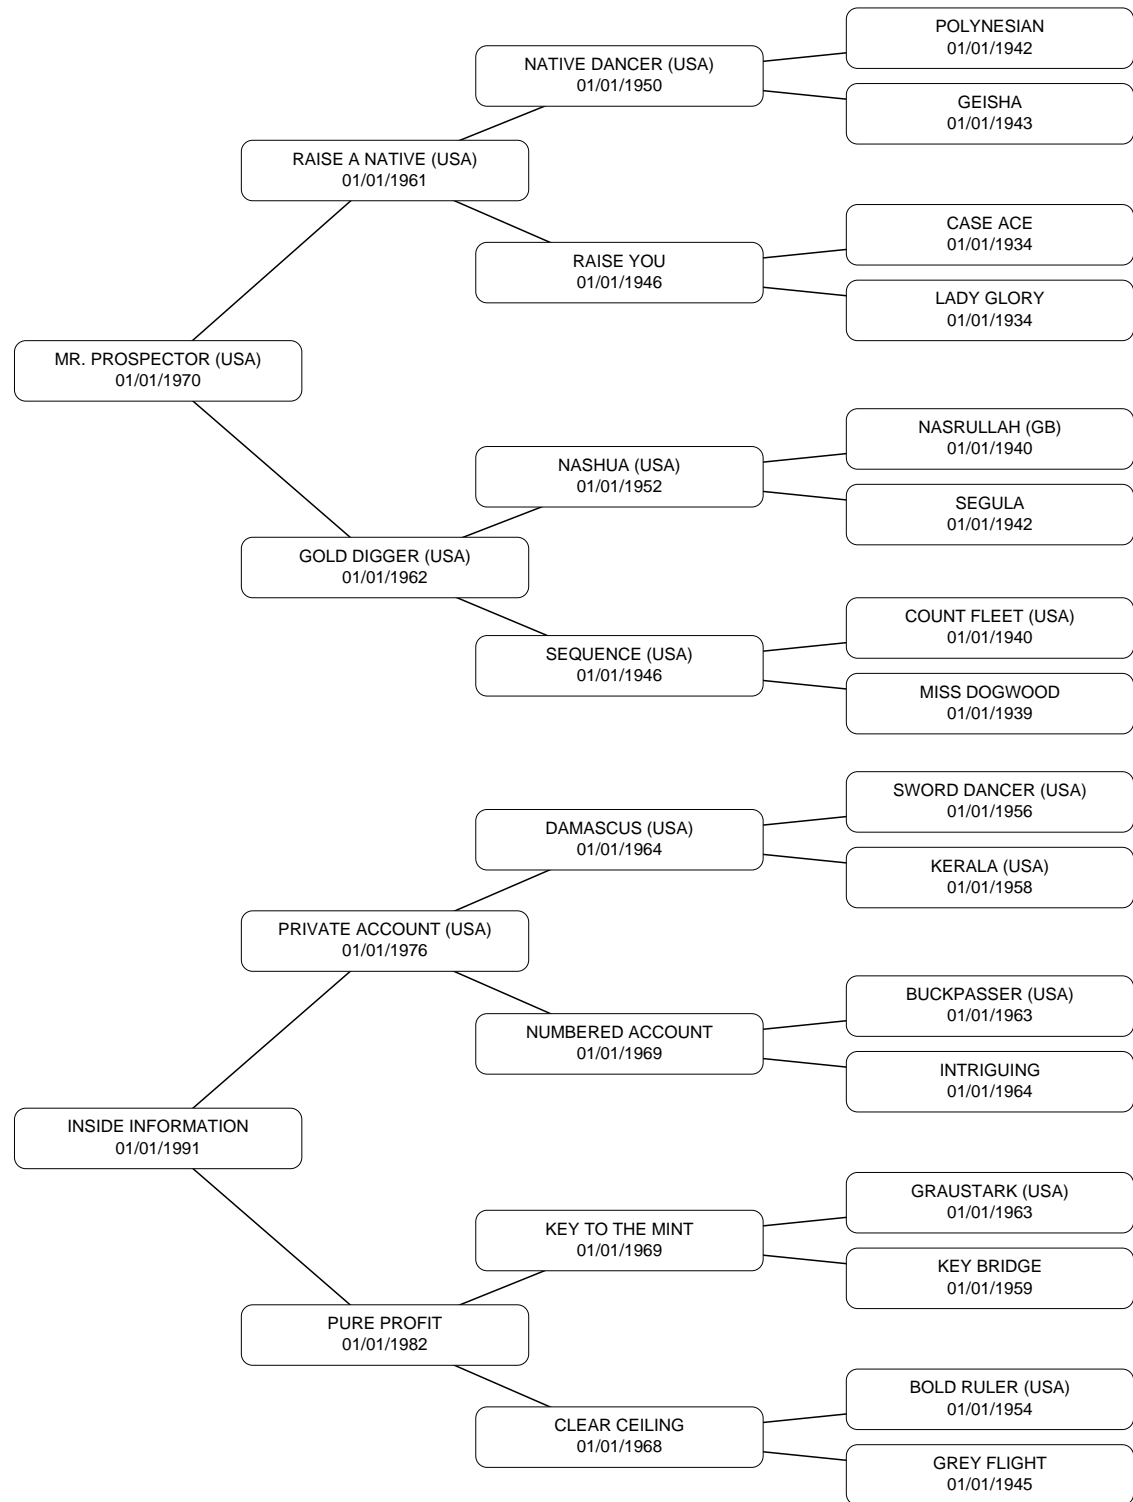 POLYNESIAN
01/01/1942
NATIVE DANCER (USA)
01/01/1950
GEISHA
01/01/1943
RAISE A NATIVE (USA)
01/01/1961
CASE ACE
01/01/1934
RAISE YOU
01/01/1946
LADY GLORY
01/01/1934
MR. PROSPECTOR (USA)
01/01/1970
NASRULLAH (GB)
01/01/1940
NASHUA (USA)
01/01/1952
SEGULA
01/01/1942
GOLD DIGGER (USA)
01/01/1962
COUNT FLEET (USA)
01/01/1940
SEQUENCE (USA)
01/01/1946
MISS DOGWOOD
01/01/1939
SWORD DANCER (USA)
01/01/1956
DAMASCUS (USA)
01/01/1964
KERALA (USA)
01/01/1958
PRIVATE ACCOUNT (USA)
01/01/1976
BUCKPASSER (USA)
01/01/1963
NUMBERED ACCOUNT
01/01/1969
INTRIGUING
01/01/1964
INSIDE INFORMATION
01/01/1991
GRAUSTARK (USA)
01/01/1963
KEY TO THE MINT
01/01/1969
KEY BRIDGE
01/01/1959
PURE PROFIT
01/01/1982
BOLD RULER (USA)
01/01/1954
CLEAR CEILING
01/01/1968
GREY FLIGHT
01/01/1945